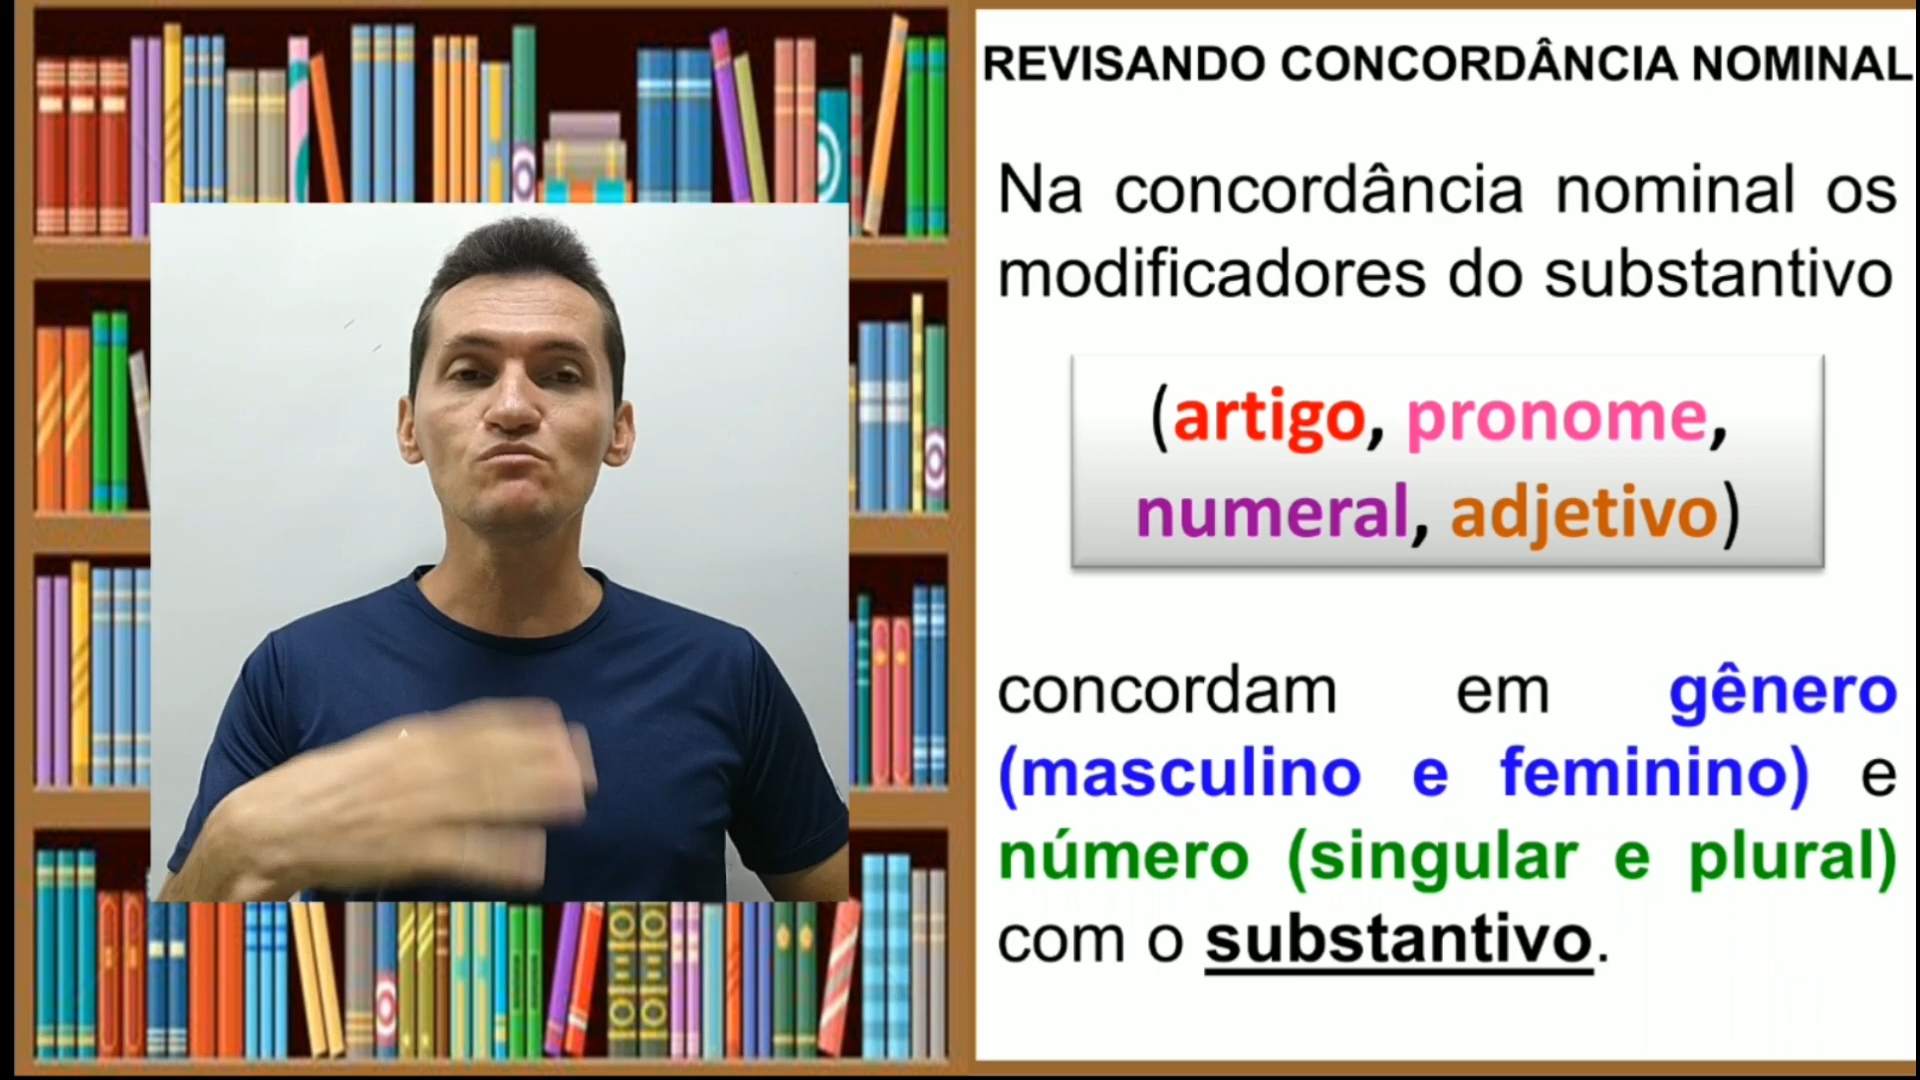 REVISANDO CONCORDÂNCIA NOMINAL
Na concordância nominal os
modificadores do substantivo
(artigo, pronome,
numeral, adjetivo)
concordam em gênero
(masculino e feminino) e
número (singular e plural)
com o substantivo.